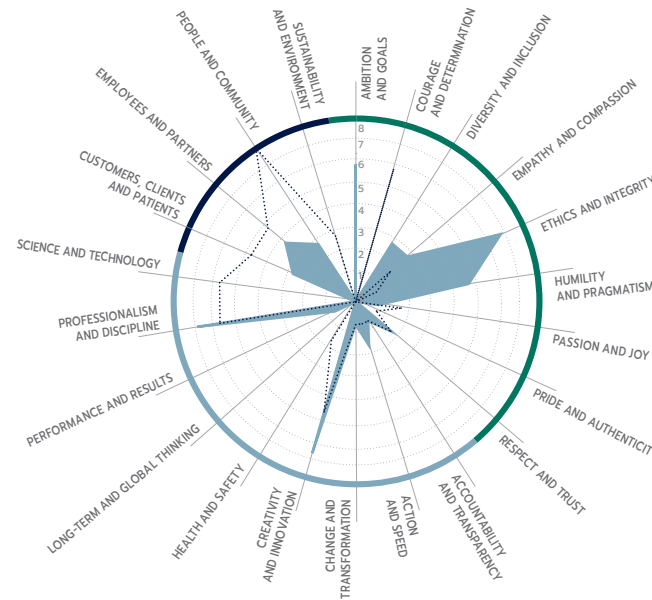 AMBITION
AND GOALS
COURAGE
AND DETERMINATION
DIVERSITY AND INCLUSION
EMPATHY AND COMPASSION
ETHICS AND INTEGRITY
HUMILITY
AND PRAGMATISM
PASSION AND JOY
PRIDE AND AUTHENTICIT
RESPECT AND TRUST
ACCOUNTABILITY
AND TRANSPARENCY
ACTION
AND SPEED
CHANGE AND
TRANSFORMATION
CREATIVITY
AND INNOVATION
HEALTH AND SAFETY
LONG-TERM AND GLOBAL THINKING
PERFORMANCE AND RESULTS
PROFESSIONALISM
AND DISCIPLINE
SCIENCE AND TECHNOLOGY
CUSTOMERS, CLIENTS
AND PATIENTS
EMPLOYEES AND PARTNERS
PEOPLE AND COMMUNITY
SUSTAINABILITY
AND ENVIRONMENT
8
7
6
5
4
3
2
1